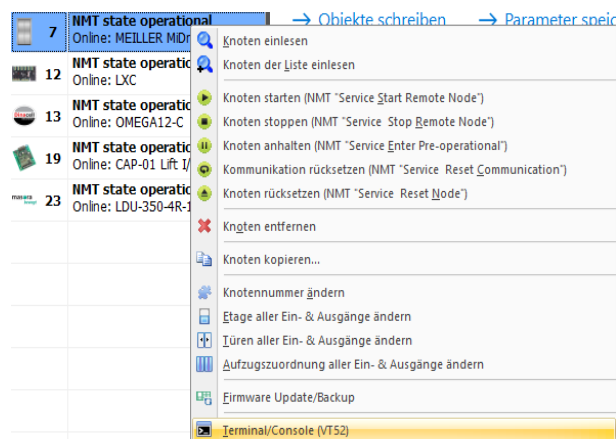 7 NMT state operational
Online: MEILLER MiDr
→ Objekte schreiben → Parameter speic
12 NMT state operatio
Online: LXC
13 NMT state operatio
Online: OMEGA12-C
19 NMT state operatio
Online: CAP-01 Lift I/
23 NMT state operatio
Online: LDU-350-4R-1
Knoten einlesen
Knoten der Liste einlesen
Knoten starten (NMT "Service Start Remote Node")
Knoten stoppen (NMT "Service Stop Remote Node")
Knoten anhalten (NMT "Service Enter Pre-operational")
Kommunikation rücksetzen (NMT "Service Reset Communication")
Knoten rücksetzen (NMT "Service Reset Node")
Knoten entfernen
Knoten kopieren...
Knotennummer ändern
Etage aller Ein- & Ausgänge ändern
Türen aller Ein- & Ausgänge ändern
Aufzugszuordnung aller Ein- & Ausgänge ändern
Firmware Update/Backup
Terminal/Console (VT52)